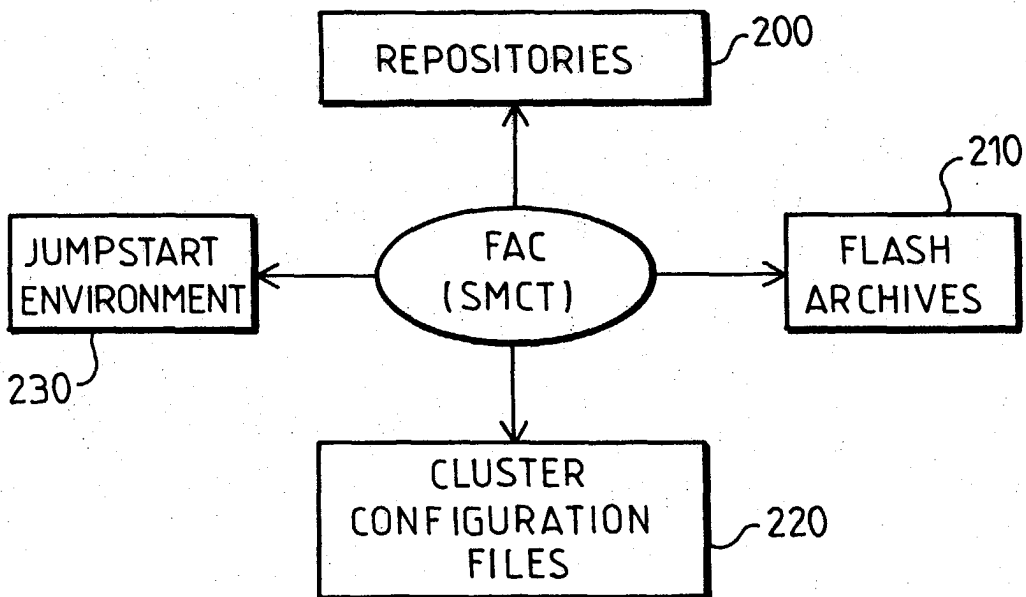 REPOSITORIES
200
210
JUMPSTART
ENVIRONMENT
230
FAC
(SMCT)
FLASH
ARCHIVES
CLUSTER
CONFIGURATION
FILES
220